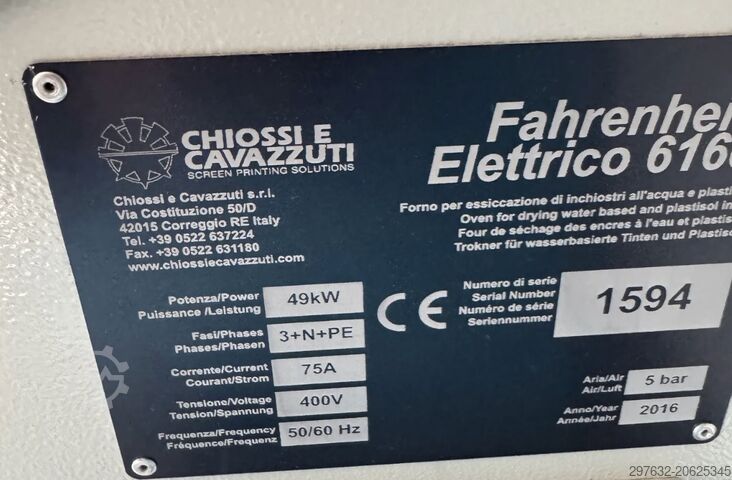 CHIOSSI E
CAVAZZUTI
SCREEN PRINTING SOLUTIONS
Chiossi e Cavazzuti s.r.l.
Via Costituzione 50/D
42015 Correggio RE Italy
Tel. +39 0522 637224
Fax. +39 0522 631180
www.chiossiecavazzuti.com
Fahrenhe
Elettrico 616
Forno per essiccazione di inchiostri all'acqua e plasti
Oven for drying water based and plastisol in
Four de séchage des encres à l'eau et plastis
Trokner für wasserbasierte Tinten und Plastiso
Potenza/Power
Puissance /Leistung
49kW
Fasi/Phases
Phases/Phasen
3+N+PE
Corrente/Current
Courant/Strom
75A
Tensione/Voltage
Tension/Spannung
400V
Frequenza/Frequency
Fréquence/Frequenz
50/60 Hz
CE
Numero di serie
Serial Number
Numéro de série
Seriennummer
1594
Aria/Air
Air/Luft
5 bar
Anno/Year
Année/Jahr
2016
297632-20625345